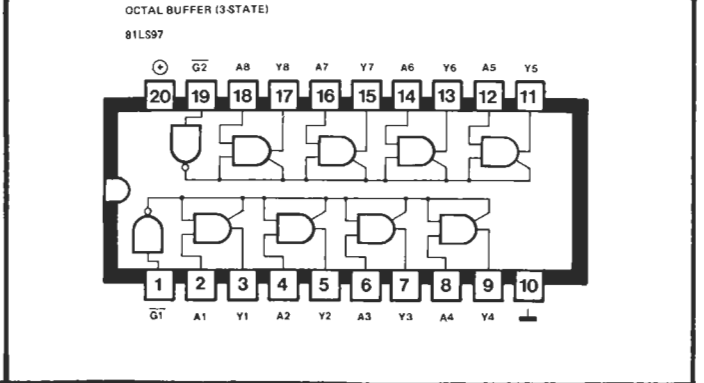 OCTAL BUFFER (3-STATE)
81LS97
⊕ G̅2̅ A8 Y8 A7 Y7 A6 Y6 A5 Y5
20 19 18 17 16 15 14 13 12 11
1 2 3 4 5 6 7 8 9 10
G̅1̅ A1 Y1 A2 Y2 A3 Y3 A4 Y4